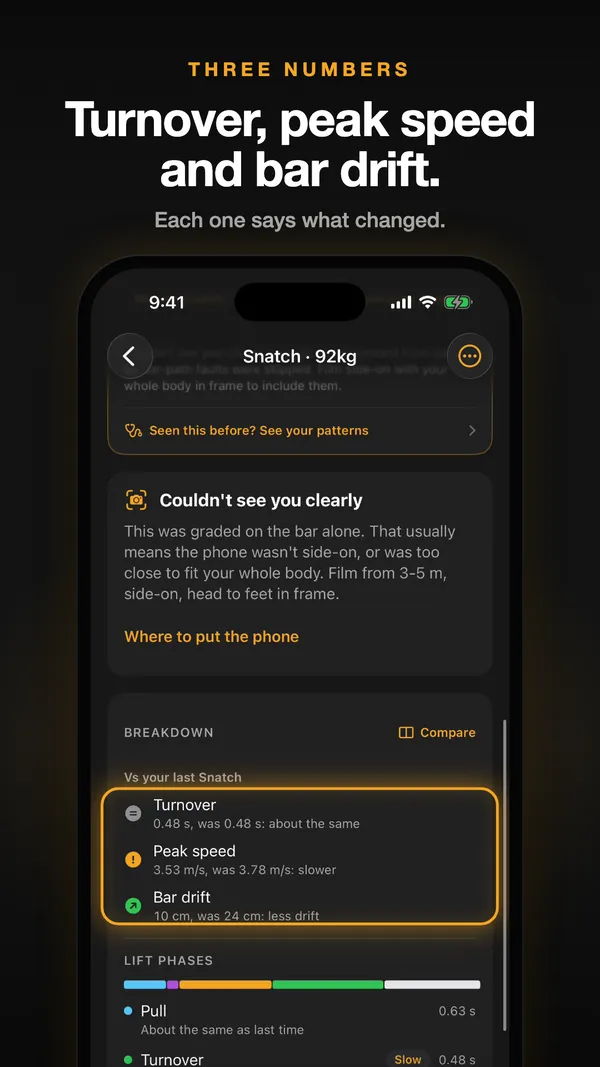 THREE NUMBERS
Turnover, peak speed
and bar drift.
Each one says what changed.
9:41
Snatch · 92kg
whole body in frame to include them.
Seen this before? See your patterns
Couldn't see you clearly
This was graded on the bar alone. That usually
means the phone wasn't side-on, or was too
close to fit your whole body. Film from 3-5 m,
side-on, head to feet in frame.
Where to put the phone
BREAKDOWN
Compare
Vs your last Snatch
Turnover
0.48 s, was 0.48 s: about the same
Peak speed
3.53 m/s, was 3.78 m/s: slower
Bar drift
10 cm, was 24 cm: less drift
LIFT PHASES
Pull 0.63 s
About the same as last time
Turnover Slow 0.48 s